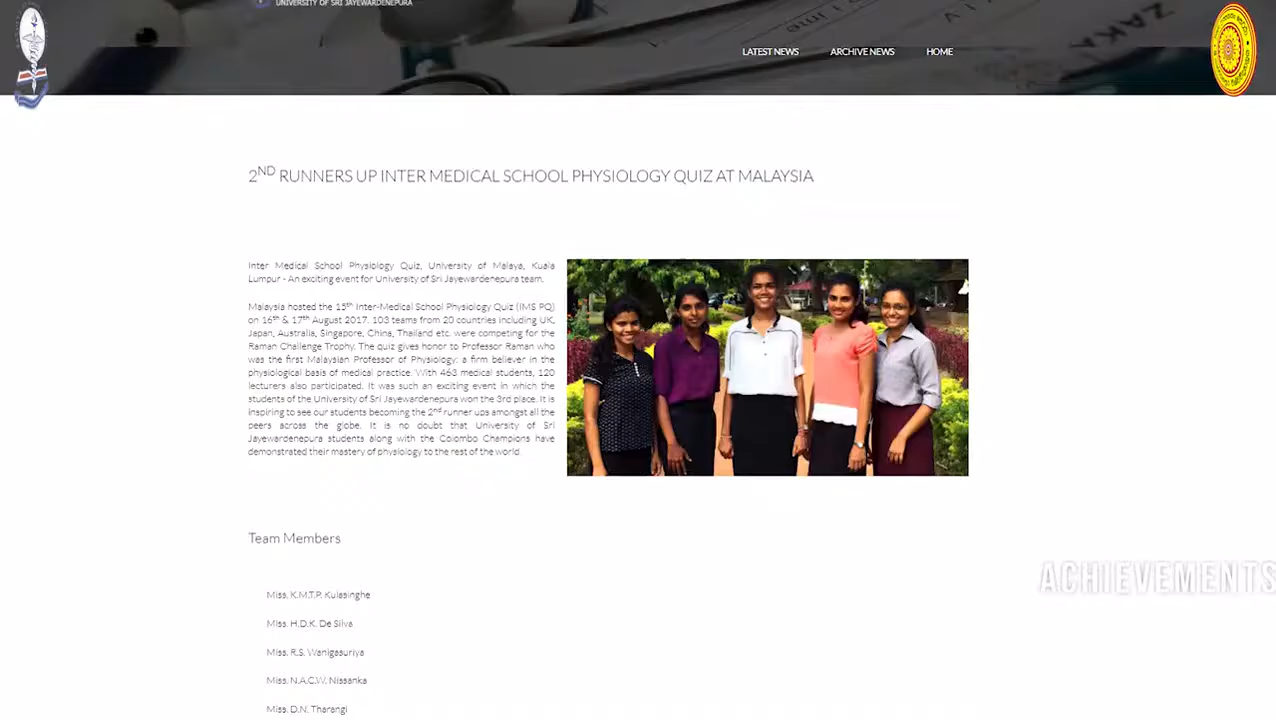 UNIVERSITY OF SRI JAYEWARDENEPURA
LATEST NEWS ARCHIVE NEWS HOME
2ND RUNNERS UP INTER MEDICAL SCHOOL PHYSIOLOGY QUIZ AT MALAYSIA
Inter Medical School Physiology Quiz, University of Malaya, Kuala
Lumpur - An exciting event for University of Sri Jayewardenepura team.
Malaysia hosted the 15th Inter-Medical School Physiology Quiz (IMS PQ)
on 16th & 17th August 2017. 103 teams from 20 countries including UK,
Japan, Australia, Singapore, China, Thailand etc. were competing for the
Raman Challenge Trophy. The quiz gives honor to Professor Raman who
was the first Malaysian Professor of Physiology: a firm believer in the
physiological basis of medical practice. With 463 medical students, 120
lecturers also participated. It was such an exciting event in which the
students of the University of Sri Jayewardenepura won the 3rd place. It is
inspiring to see our students becoming the 2nd runner ups amongst all the
peers across the globe. It is no doubt that University of Sri
Jayewardenepura students along with the Colombo Champions have
demonstrated their mastery of physiology to the rest of the world.
Team Members
ACHIEVEMENTS
Miss. K.M.T.P. Kulasinghe
Miss. H.D.K. De Silva
Miss. R.S. Wanigasuriya
Miss. N.A.C.W. Nissanka
Miss. D.N. Tharangi